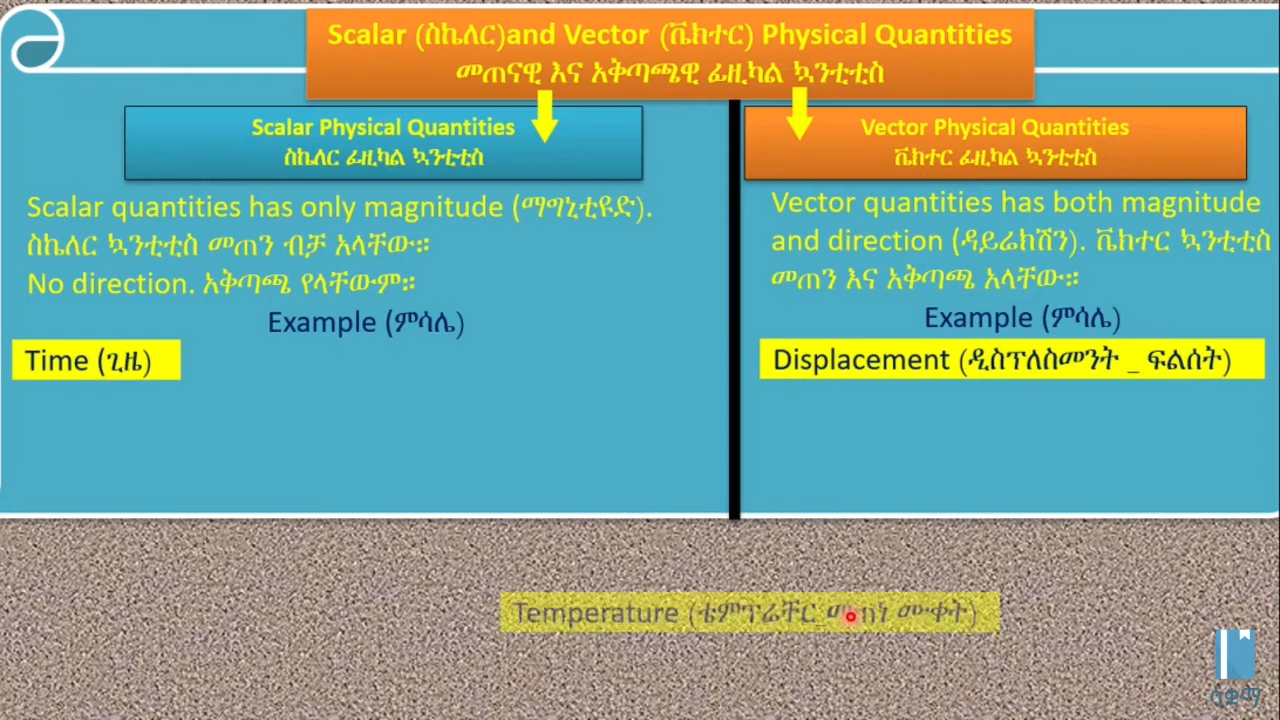 Scalar (ስኬለር)and Vector (ቬክተር) Physical Quantities
መጠናዊ እና አቅጣጫዊ ፊዚካል ኳንቲቲስ
Scalar Physical Quantities
ስኬለር ፊዚካል ኳንቲቲስ
Scalar quantities has only magnitude (ማግኒቲዩድ).
ስኬለር ኳንቲቲስ መጠን ብቻ አላቸው።
No direction. አቅጣጫ የላቸውም።
Example (ምሳሌ)
Time (ጊዜ)
Vector Physical Quantities
ቬክተር ፊዚካል ኳንቲቲስ
Vector quantities has both magnitude
and direction (ዳይሬክሽን). ቬክተር ኳንቲቲስ
መጠን እና አቅጣጫ አላቸው።
Example (ምሳሌ)
Displacement (ዲስፕለስመንት _ ፍልሰት)
Temperature (ቴምፕሬቸር_መጠነ ሙቀት)
ሰቂማ